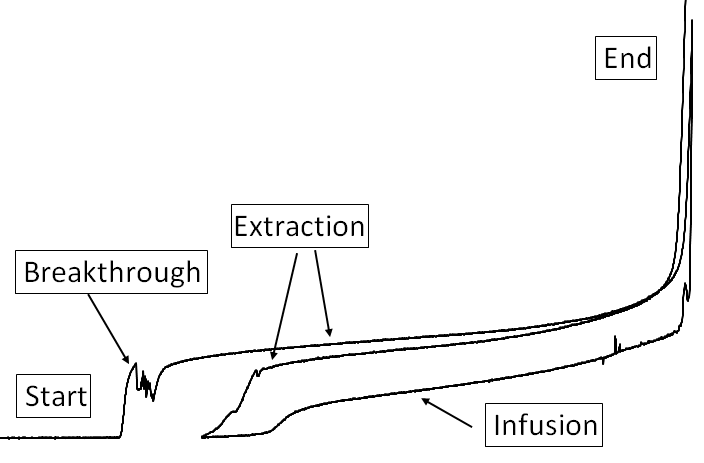 End
Extraction
Breakthrough
Start
Infusion